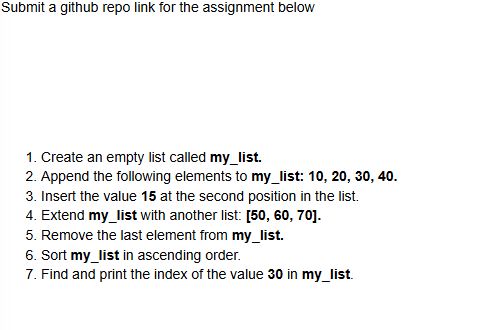 Submit a github repo link for the assignment below
1. Create an empty list called my_list.
2. Append the following elements to my_list: 10, 20, 30, 40.
3. Insert the value 15 at the second position in the list.
4. Extend my_list with another list: [50, 60, 70].
5. Remove the last element from my_list.
6. Sort my_list in ascending order.
7. Find and print the index of the value 30 in my_list.